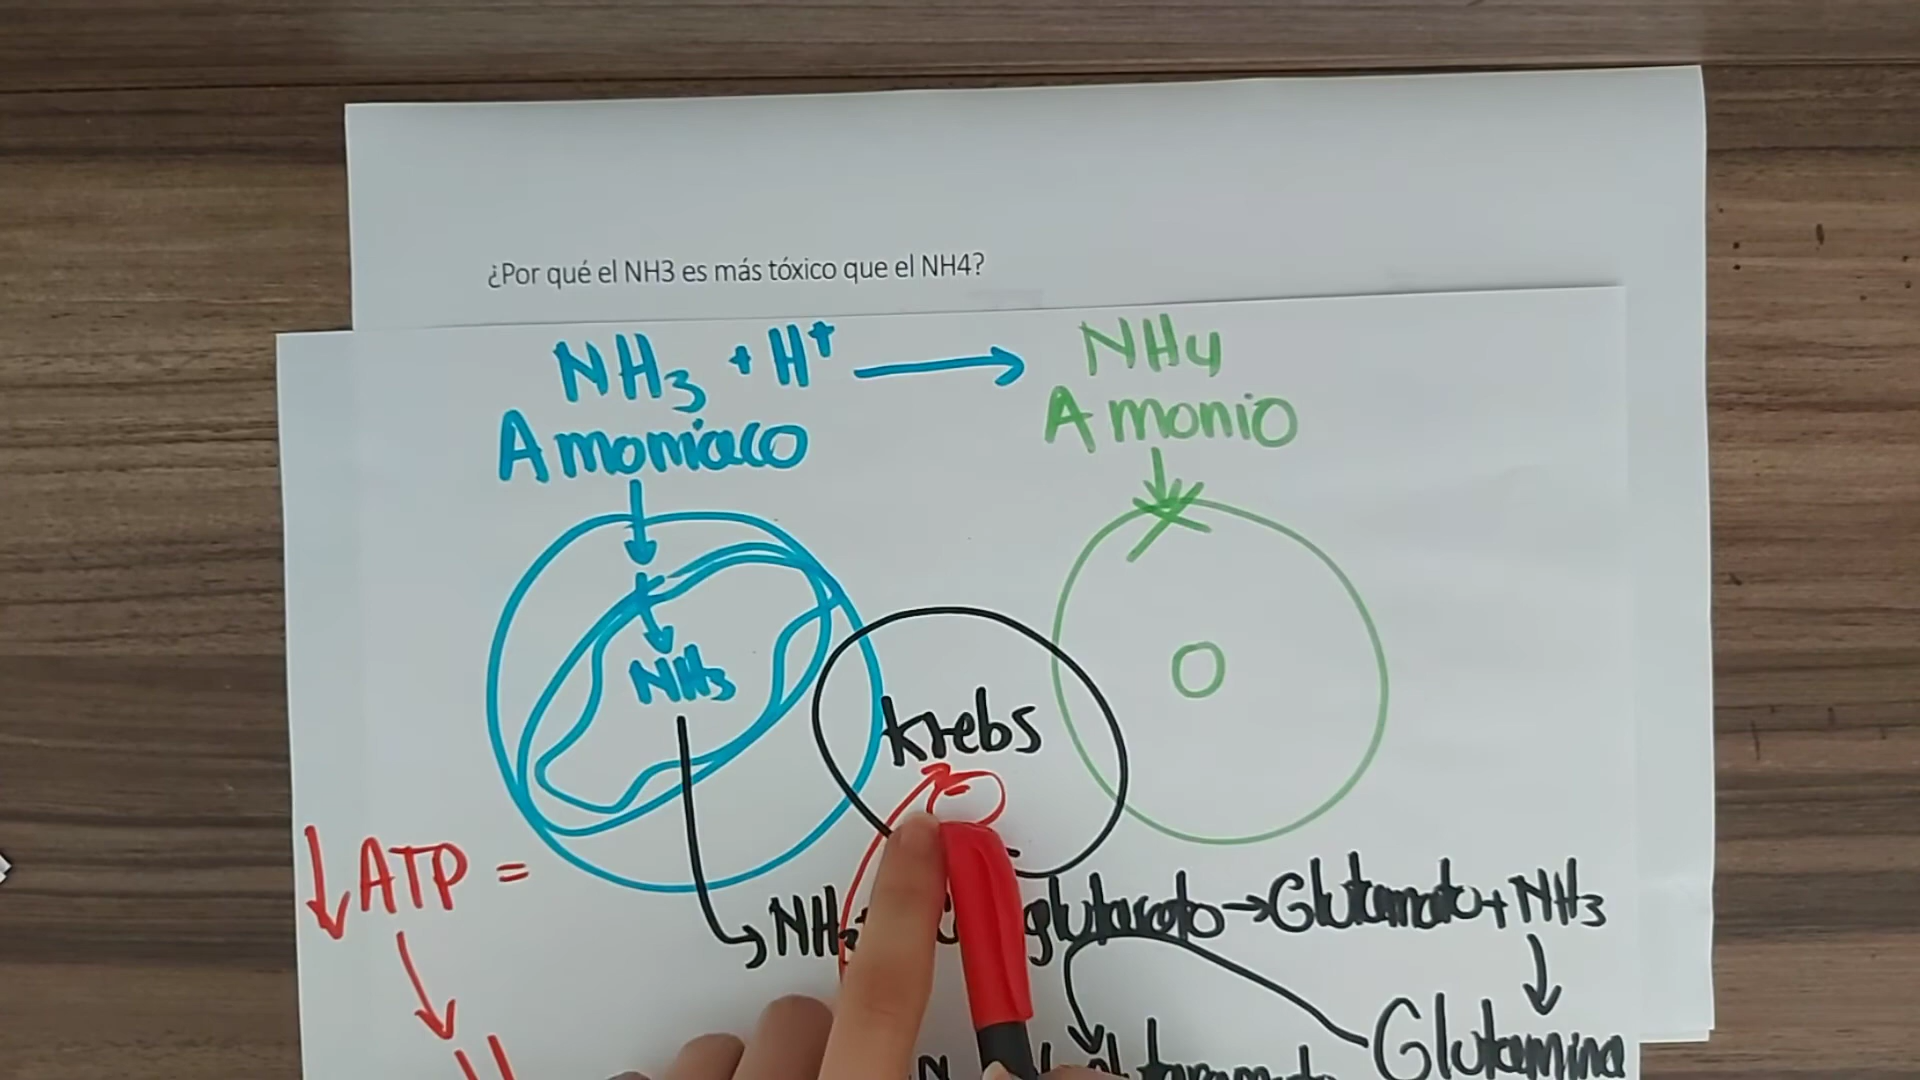 ¿Por qué el NH3 es más tóxico que el NH4?
NH3 + H+ → NH4
Amoníaco
Amonio
NH3
Krebs
↓ATP =
glutarato → Glutamato + NH3
Glutamina